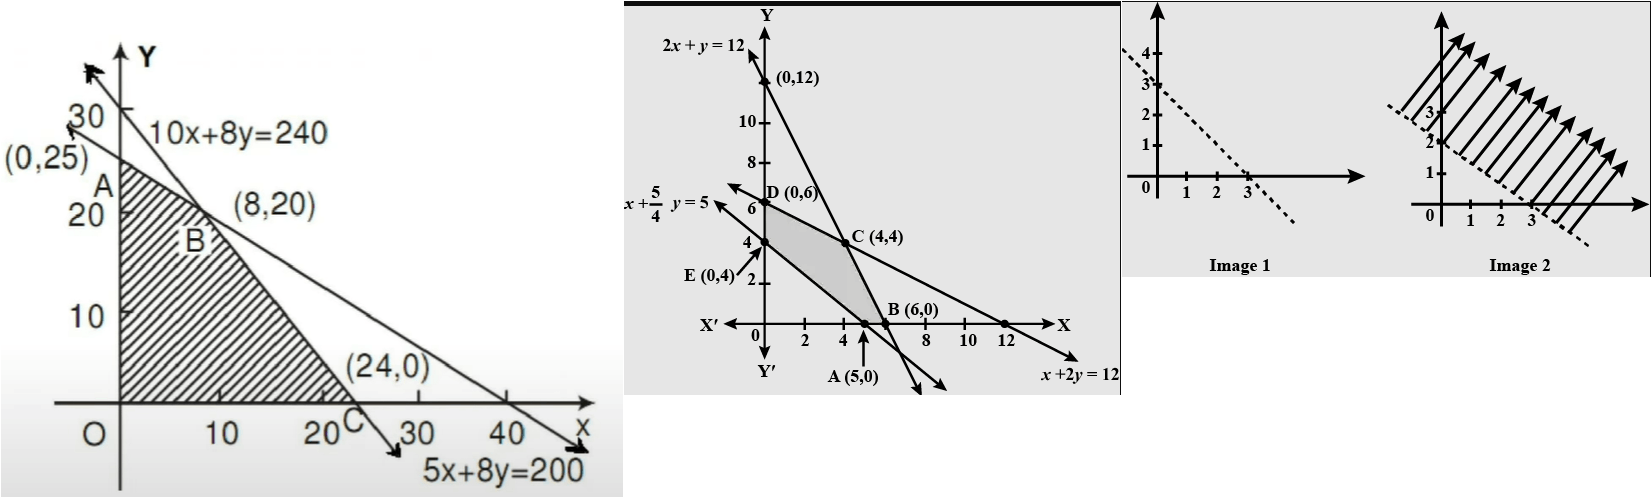 Y
30
10x+8y=240
(0,25)
A
20
(8,20)
B
10
(24,0)
O
10
20
C
30
40
x
5x+8y=200
Y
2x + y = 12
(0,12)
10
8
D (0,6)
x + 5/4 y = 5
6
C (4,4)
4
E (0,4)
2
B (6,0)
X′
0
2
4
8
10
12
X
Y′
A (5,0)
x +2y = 12
4
3
2
1
0
1
2
3
Image 1
3
2
1
0
1
2
3
Image 2